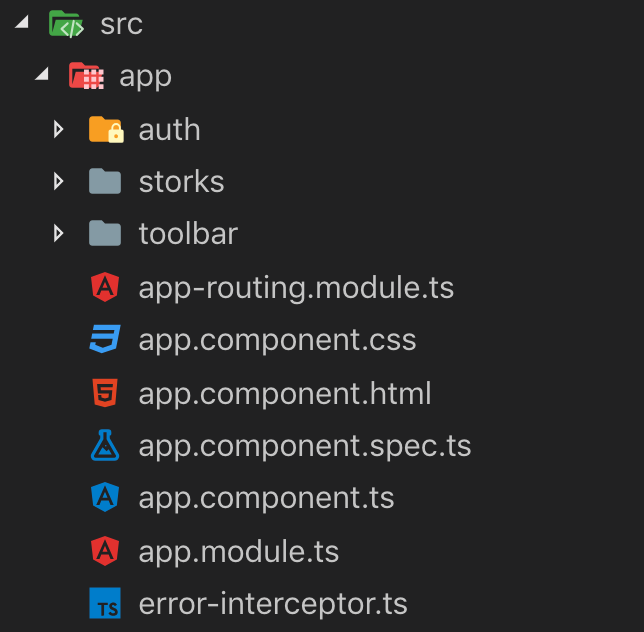 src
app
auth
storks
toolbar
app-routing.module.ts
app.component.css
app.component.html
app.component.spec.ts
app.component.ts
app.module.ts
TS error-interceptor.ts